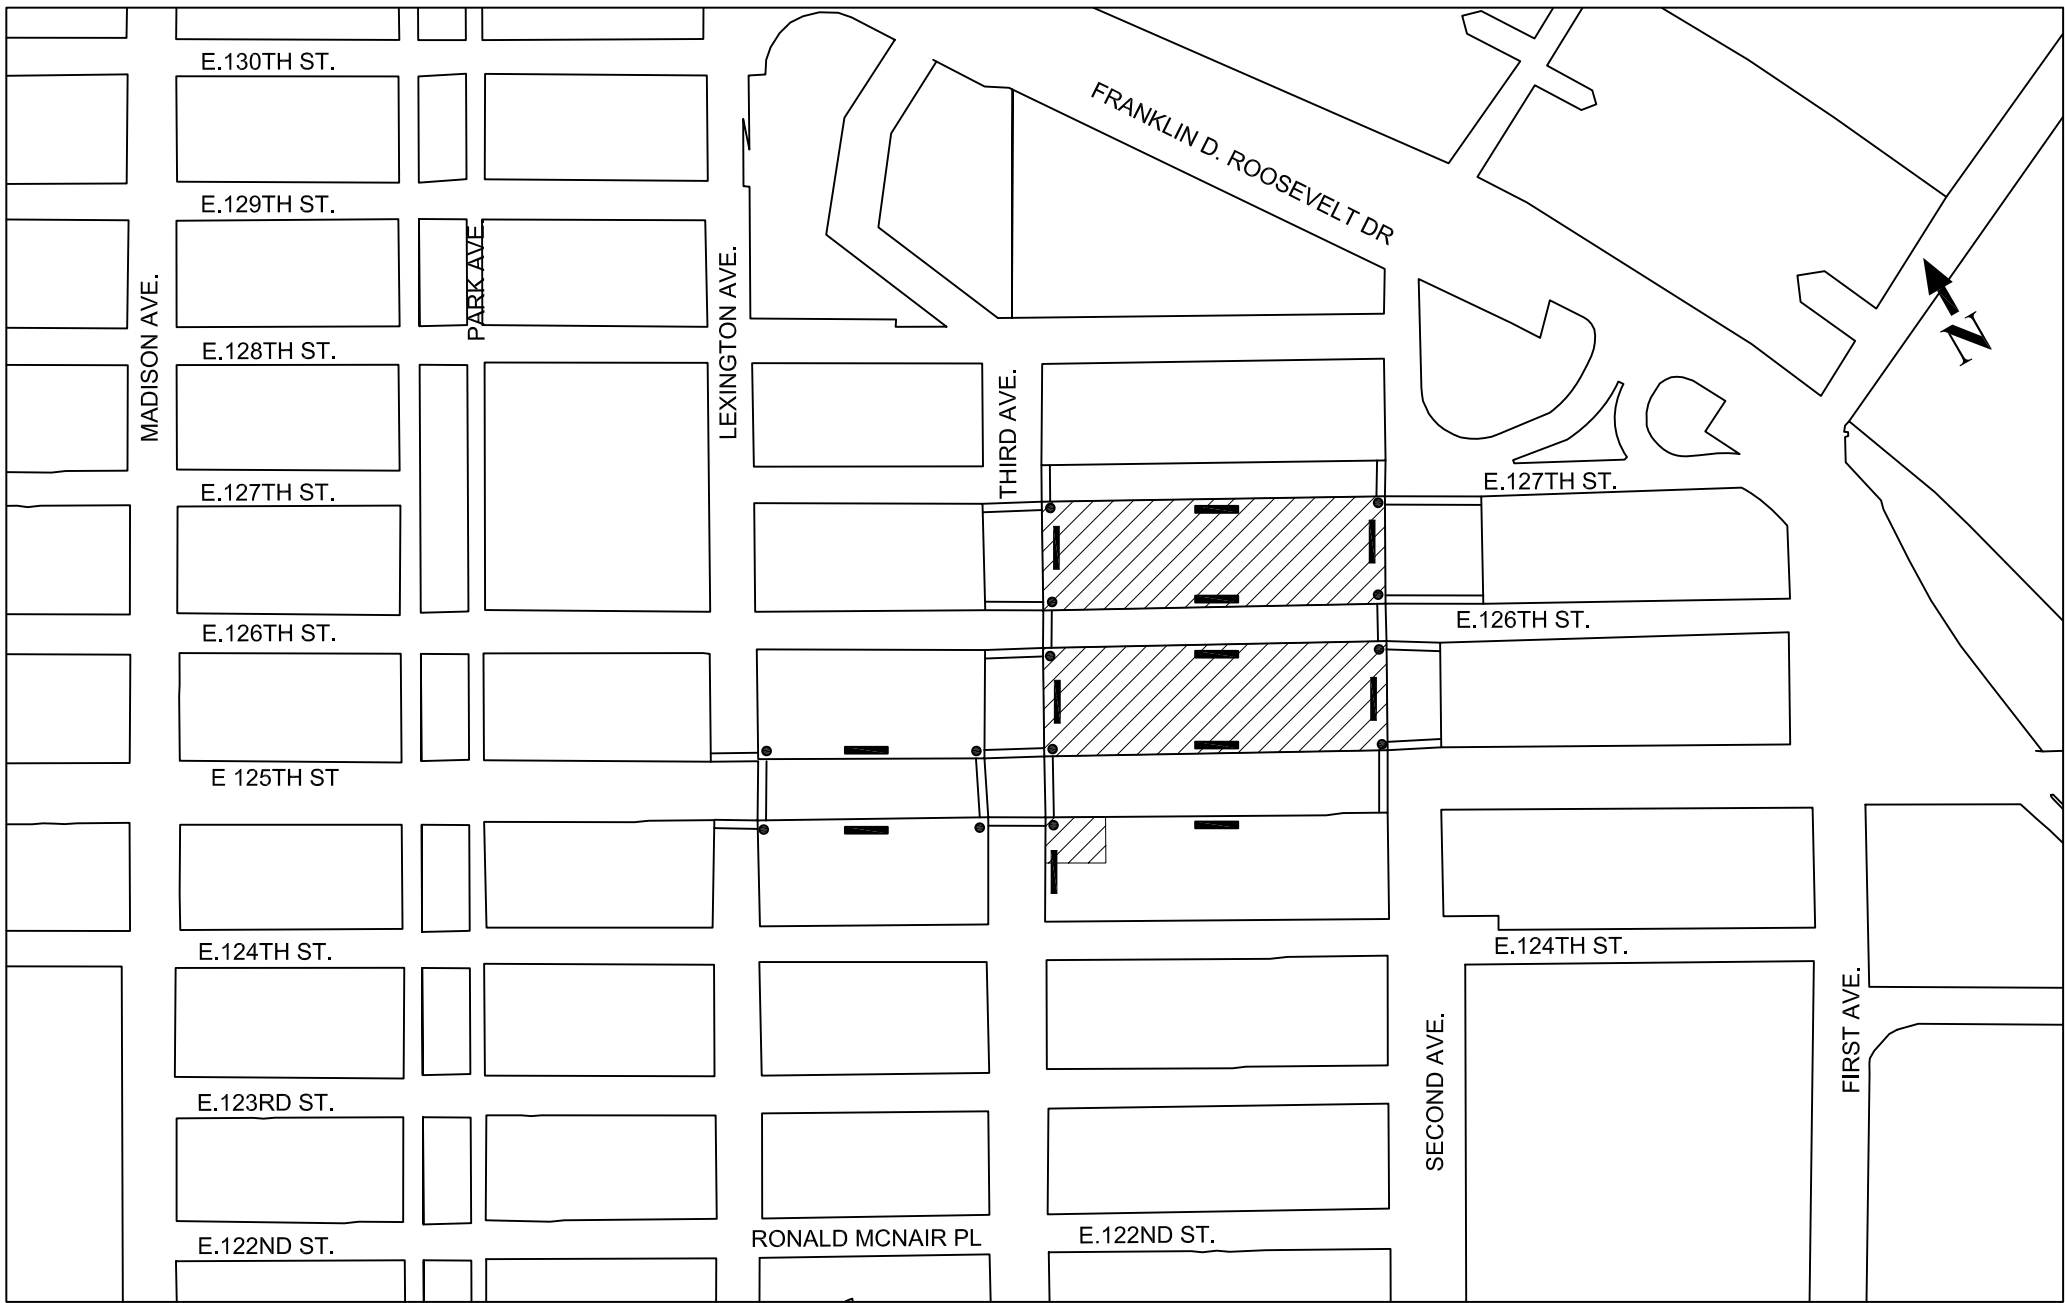 E.130TH ST.
FRANKLIN D. ROOSEVELT DR
E.129TH ST.
PARK AVE.
MADISON AVE.
LEXINGTON AVE.
N
E.128TH ST.
THIRD AVE.
E.127TH ST.
E.127TH ST.
E.126TH ST.
E.126TH ST.
E 125TH ST
E.124TH ST.
E.124TH ST.
FIRST AVE.
SECOND AVE.
E.123RD ST.
E.122ND ST.
RONALD MCNAIR PL
E.122ND ST.